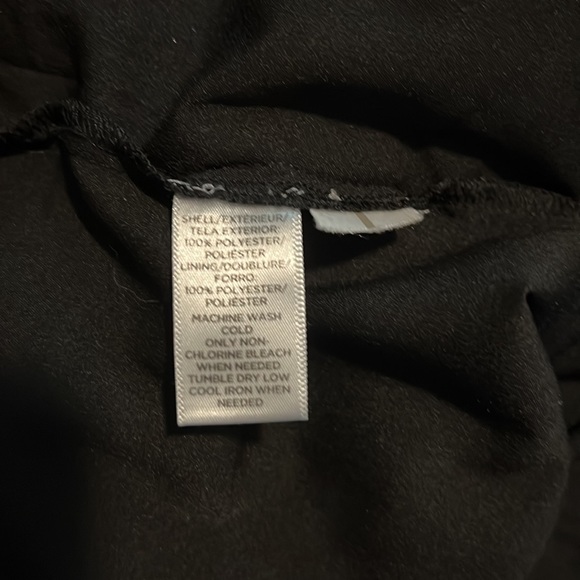 SHELL/EXTÉRIEUR/
TELA EXTERIOR:
100% POLYESTER/
POLIÉSTER
LINING/DOUBLURE/
FORRO:
100% POLYESTER/
POLIÉSTER
MACHINE WASH
COLD
ONLY NON-
CHLORINE BLEACH
WHEN NEEDED
TUMBLE DRY LOW
COOL IRON WHEN
NEEDED